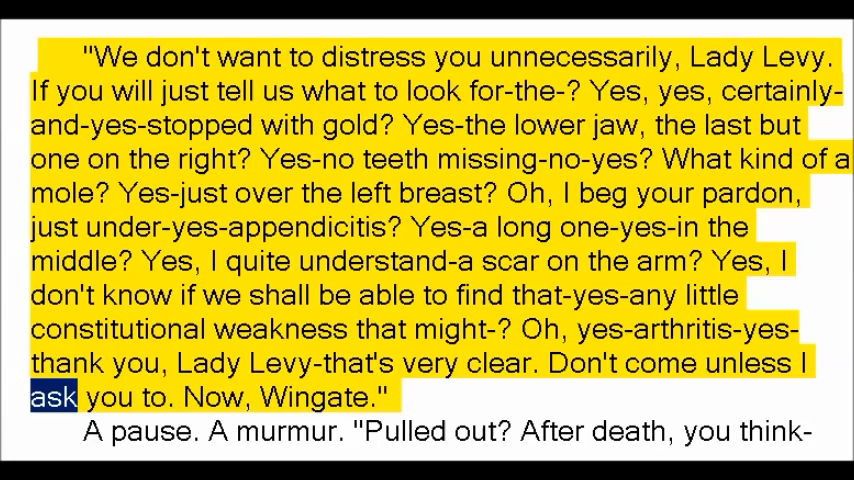 "We don't want to distress you unnecessarily, Lady Levy.
If you will just tell us what to look for-the-? Yes, yes, certainly-
and-yes-stopped with gold? Yes-the lower jaw, the last but
one on the right? Yes-no teeth missing-no-yes? What kind of a
mole? Yes-just over the left breast? Oh, I beg your pardon,
just under-yes-appendicitis? Yes-a long one-yes-in the
middle? Yes, I quite understand-a scar on the arm? Yes, I
don't know if we shall be able to find that-yes-any little
constitutional weakness that might-? Oh, yes-arthritis-yes-
thank you, Lady Levy-that's very clear. Don't come unless I
ask you to. Now, Wingate."
A pause. A murmur. "Pulled out? After death, you think-